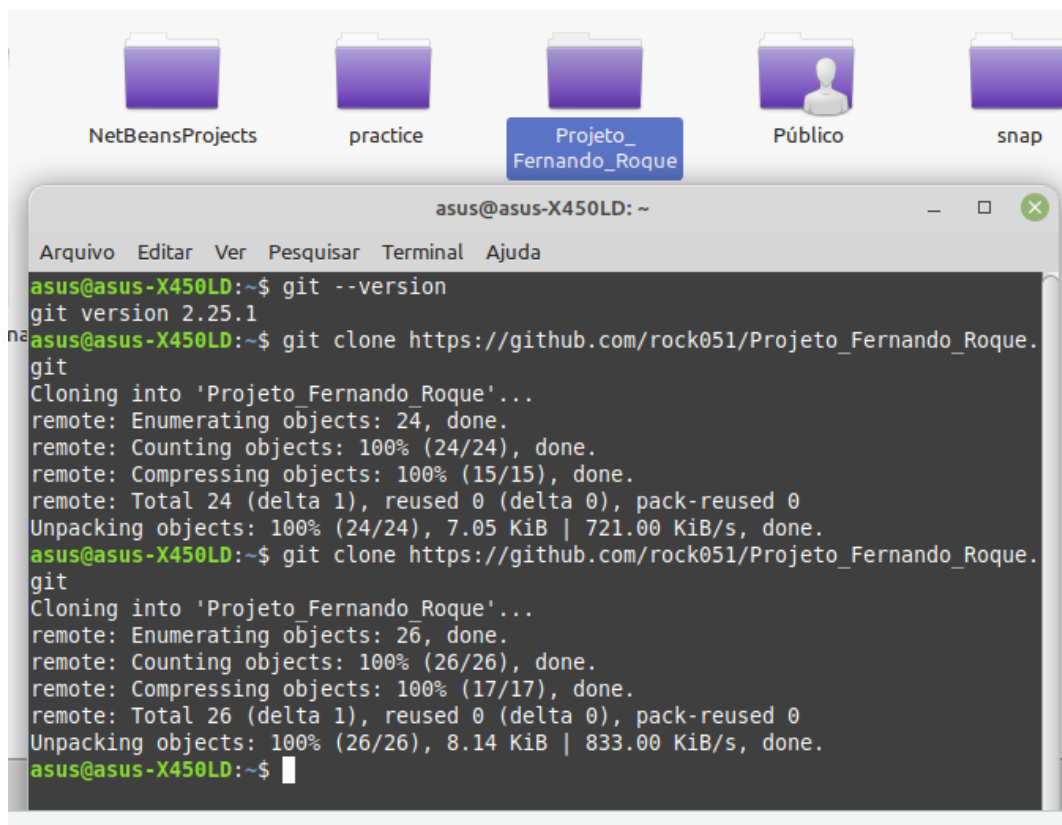 NetBeansProjects
practice
Projeto_
Fernando_Roque
Público
snap
asus@asus-X450LD: ~
Arquivo Editar Ver Pesquisar Terminal Ajuda
asus@asus-X450LD:~$ git --version
git version 2.25.1
na
asus@asus-X450LD:~$ git clone https://github.com/rock051/Projeto_Fernando_Roque.
git
Cloning into 'Projeto_Fernando_Roque'...
remote: Enumerating objects: 24, done.
remote: Counting objects: 100% (24/24), done.
remote: Compressing objects: 100% (15/15), done.
remote: Total 24 (delta 1), reused 0 (delta 0), pack-reused 0
Unpacking objects: 100% (24/24), 7.05 KiB | 721.00 KiB/s, done.
asus@asus-X450LD:~$ git clone https://github.com/rock051/Projeto_Fernando_Roque.
git
Cloning into 'Projeto_Fernando_Roque'...
remote: Enumerating objects: 26, done.
remote: Counting objects: 100% (26/26), done.
remote: Compressing objects: 100% (17/17), done.
remote: Total 26 (delta 1), reused 0 (delta 0), pack-reused 0
Unpacking objects: 100% (26/26), 8.14 KiB | 833.00 KiB/s, done.
asus@asus-X450LD:~$